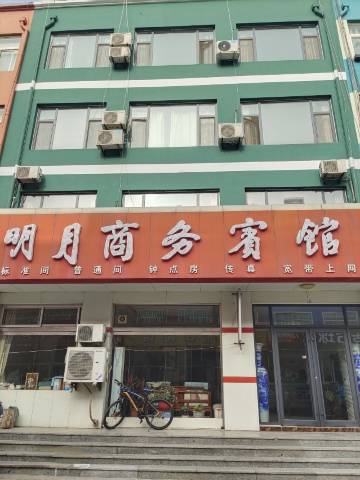 明月商务賓馆
标准间 普通间 钟点房 传真 宽带上网